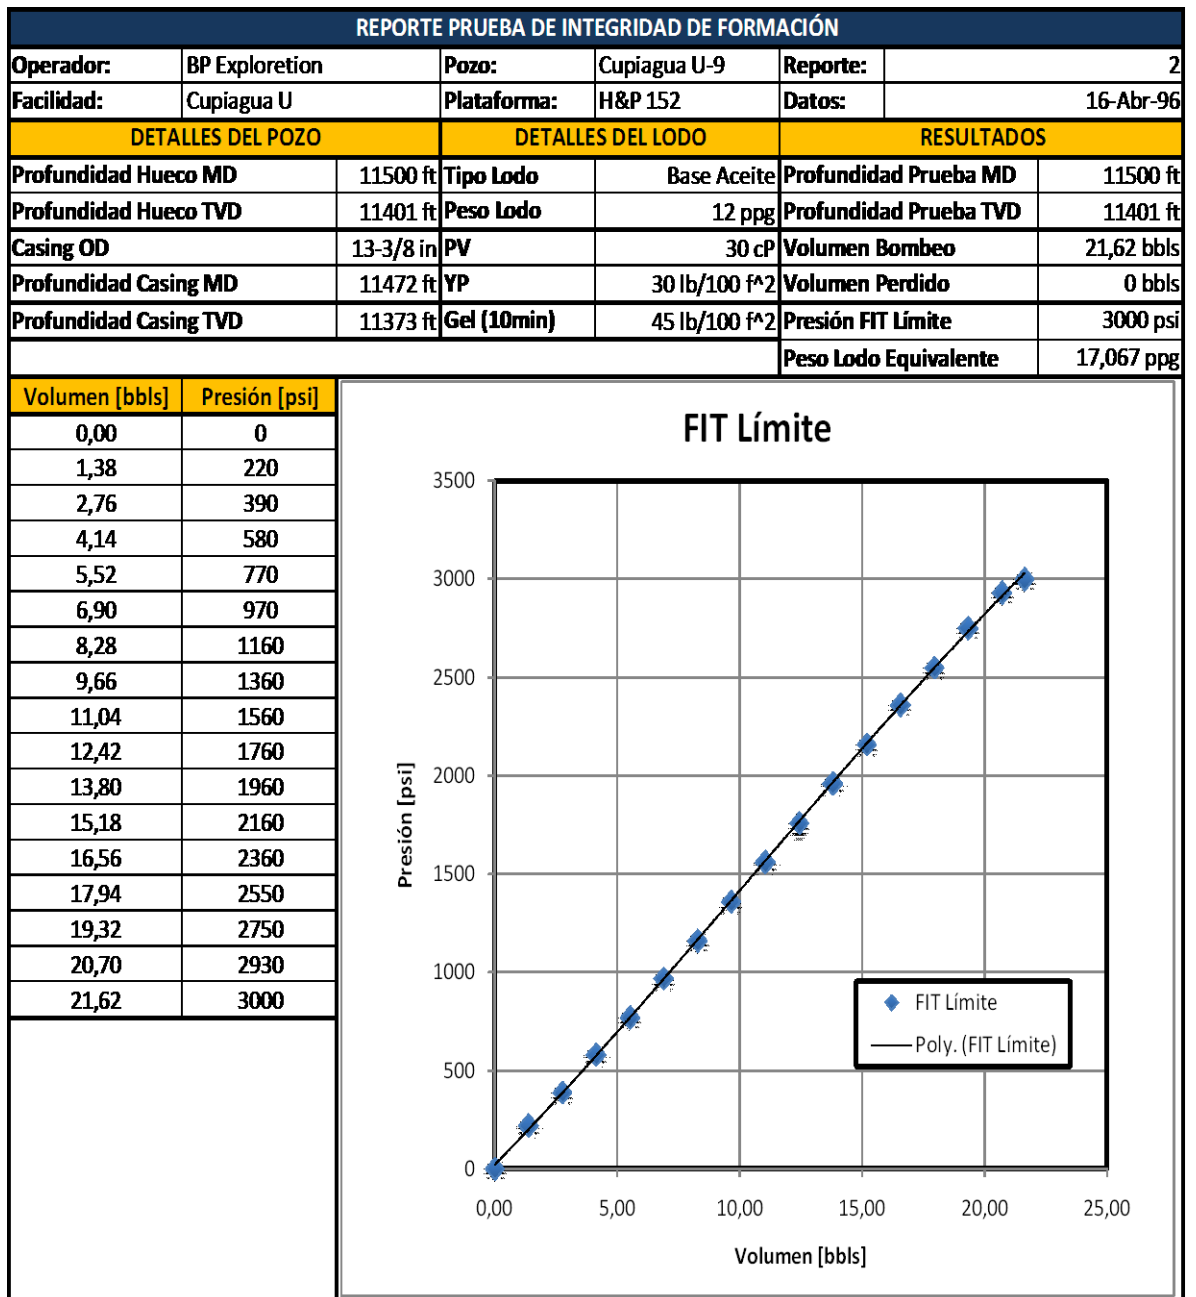 REPORTE PRUEBA DE INTEGRIDAD DE FORMACIÓN
Operador: BP Exploretion Pozo: Cupiagua U-9 Reporte: 2
Facilidad: Cupiagua U Plataforma: H&P 152 Datos: 16-Abr-96
DETALLES DEL POZO DETALLES DEL LODO RESULTADOS
Profundidad Hueco MD 11500 ft Tipo Lodo Base Aceite Profundidad Prueba MD 11500 ft
Profundidad Hueco TVD 11401 ft Peso Lodo 12 ppg Profundidad Prueba TVD 11401 ft
Casing OD 13-3/8 in PV 30 cP Volumen Bombeo 21,62 bbls
Profundidad Casing MD 11472 ft YP 30 lb/100 f^2 Volumen Perdido 0 bbls
Profundidad Casing TVD 11373 ft Gel (10min) 45 lb/100 f^2 Presión FIT Límite 3000 psi
Peso Lodo Equivalente 17,067 ppg
Volumen [bbls] Presión [psi]
0,00 0
1,38 220
2,76 390
4,14 580
5,52 770
6,90 970
8,28 1160
9,66 1360
11,04 1560
12,42 1760
13,80 1960
15,18 2160
16,56 2360
17,94 2550
19,32 2750
20,70 2930
21,62 3000
FIT Límite
3500
3000
2500
2000
1500
1000
500
0
Presión [psi]
FIT Límite
Poly. (FIT Límite)
0,00 5,00 10,00 15,00 20,00 25,00
Volumen [bbls]